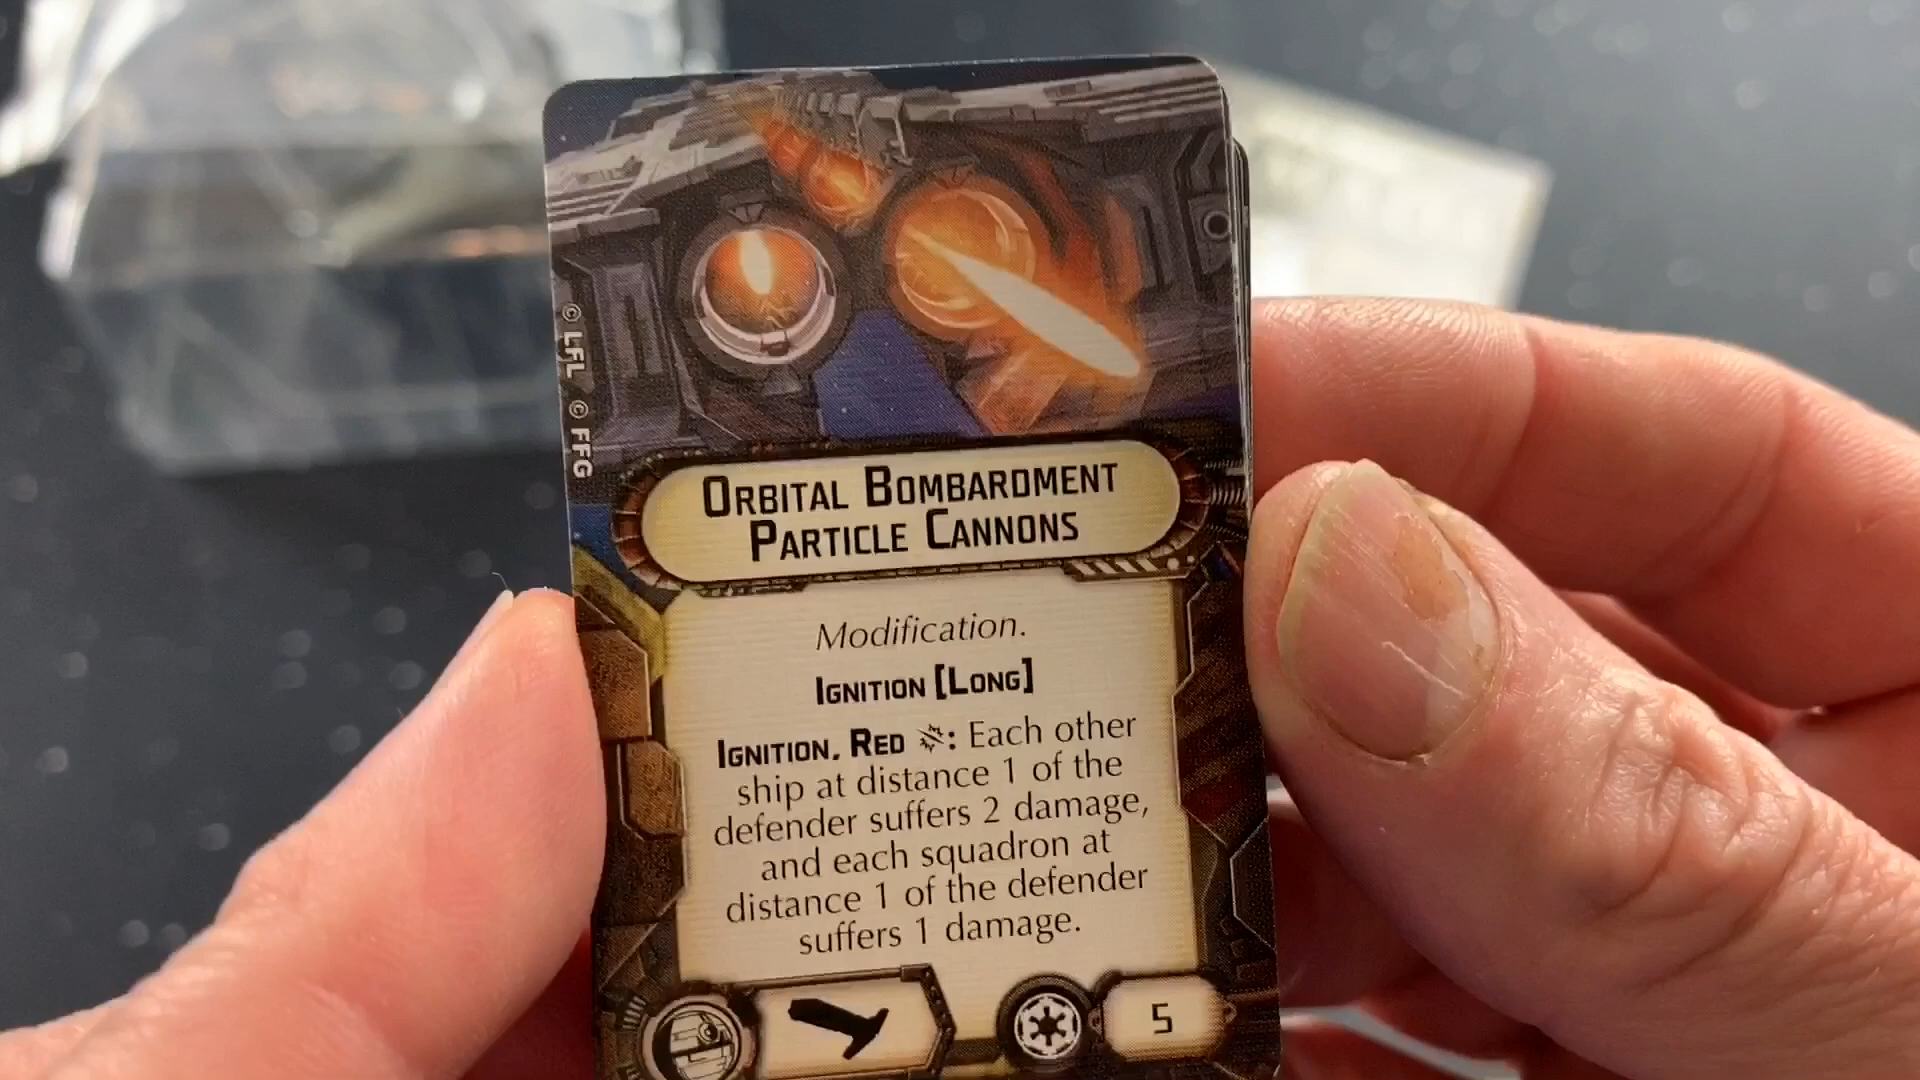 © LFL © FFG
Orbital Bombardment
Particle Cannons
Modification.
Ignition [Long]
Ignition, Red : Each other
ship at distance 1 of the
defender suffers 2 damage,
and each squadron at
distance 1 of the defender
suffers 1 damage.
5